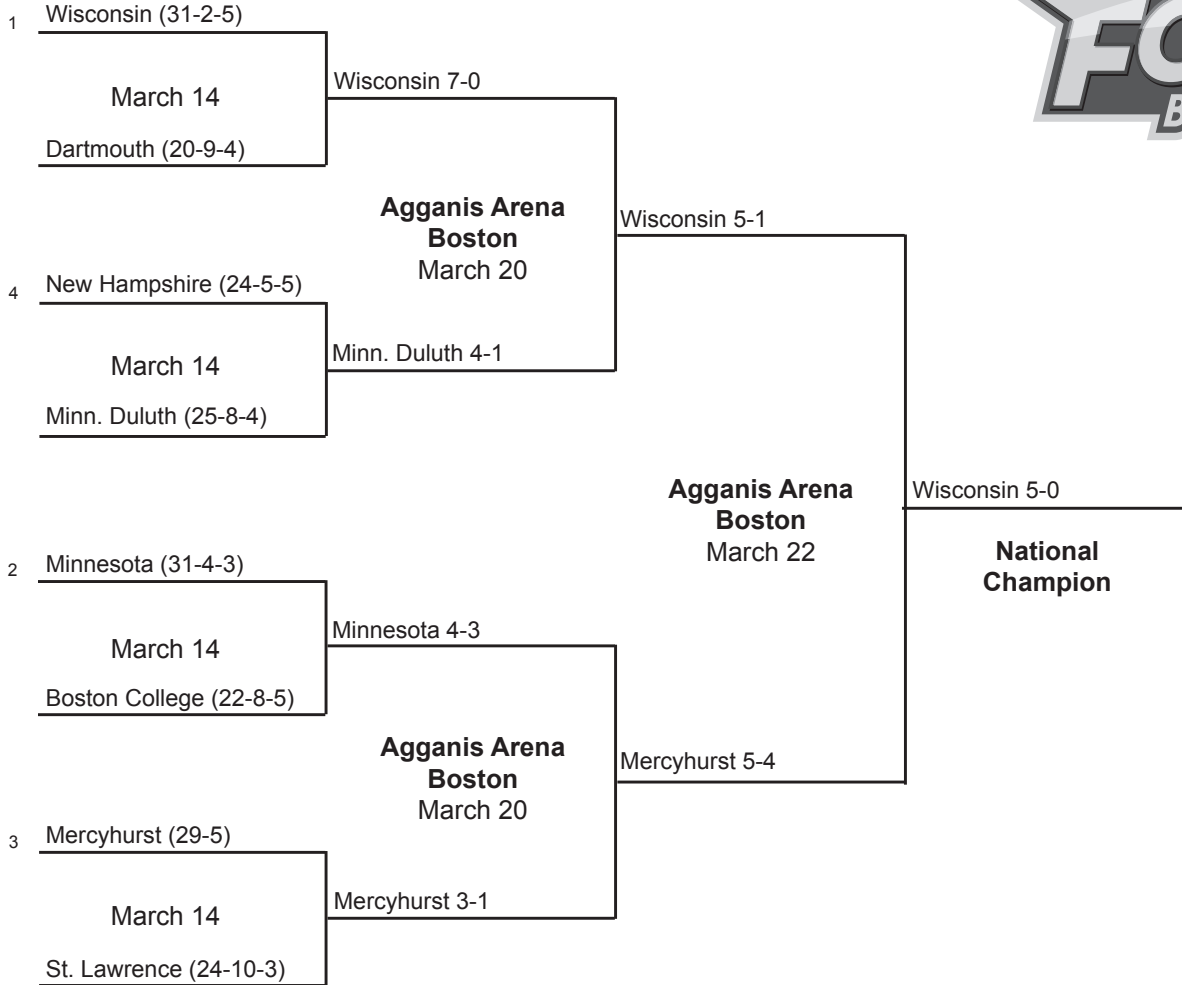 1 Wisconsin (31-2-5)
March 14
Dartmouth (20-9-4)
Wisconsin 7-0
Agganis Arena
Boston
March 20
Wisconsin 5-1
4 New Hampshire (24-5-5)
March 14
Minn. Duluth (25-8-4)
Minn. Duluth 4-1
Agganis Arena
Boston
March 22
Wisconsin 5-0
National
Champion
2 Minnesota (31-4-3)
March 14
Boston College (22-8-5)
Minnesota 4-3
Agganis Arena
Boston
March 20
Mercyhurst 5-4
3 Mercyhurst (29-5)
March 14
St. Lawrence (24-10-3)
Mercyhurst 3-1